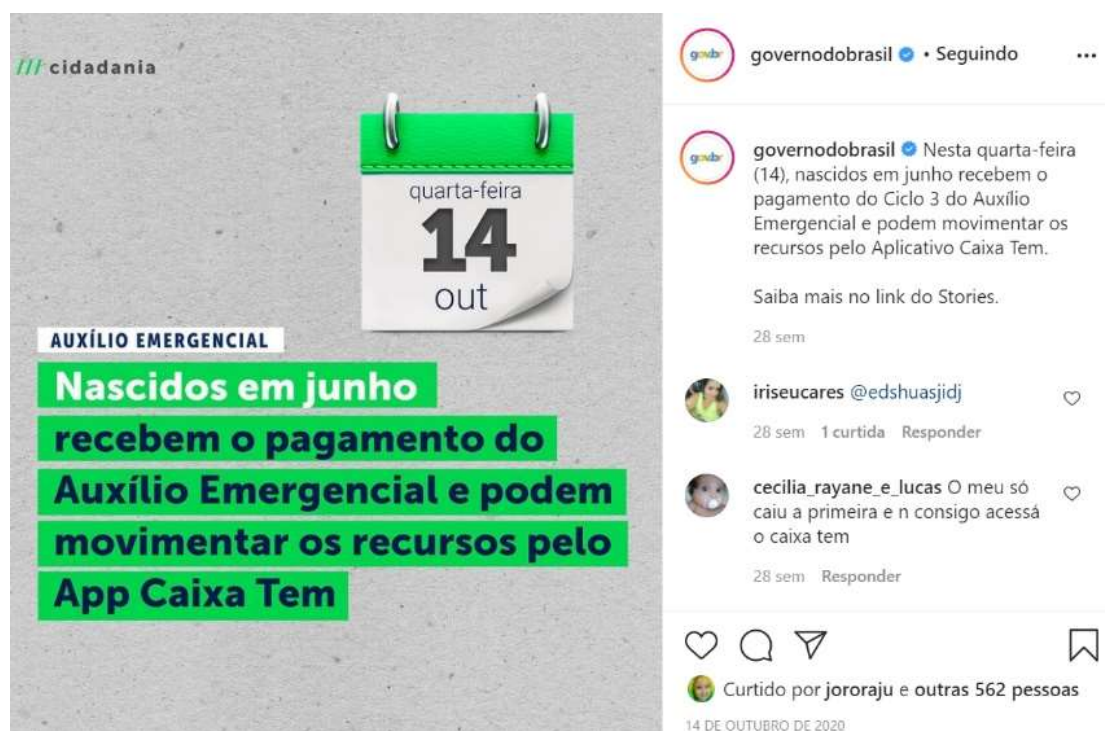 /// cidadania
quarta-feira
14
out
AUXÍLIO EMERGENCIAL
Nascidos em junho
recebem o pagamento do
Auxílio Emergencial e podem
movimentar os recursos pelo
App Caixa Tem
gov.br
governodobrasil • Seguindo
gov.br
governodobrasil Nesta quarta-feira
(14), nascidos em junho recebem o
pagamento do Ciclo 3 do Auxílio
Emergencial e podem movimentar os
recursos pelo Aplicativo Caixa Tem.
Saiba mais no link do Stories.
28 sem
iriseucares @edshuasjidj
28 sem 1 curtida Responder
cecilia_rayane_e_lucas O meu só
caiu a primeira e n consigo acessá
o caixa tem
28 sem Responder
Curtido por jororaju e outras 562 pessoas
14 DE OUTUBRO DE 2020